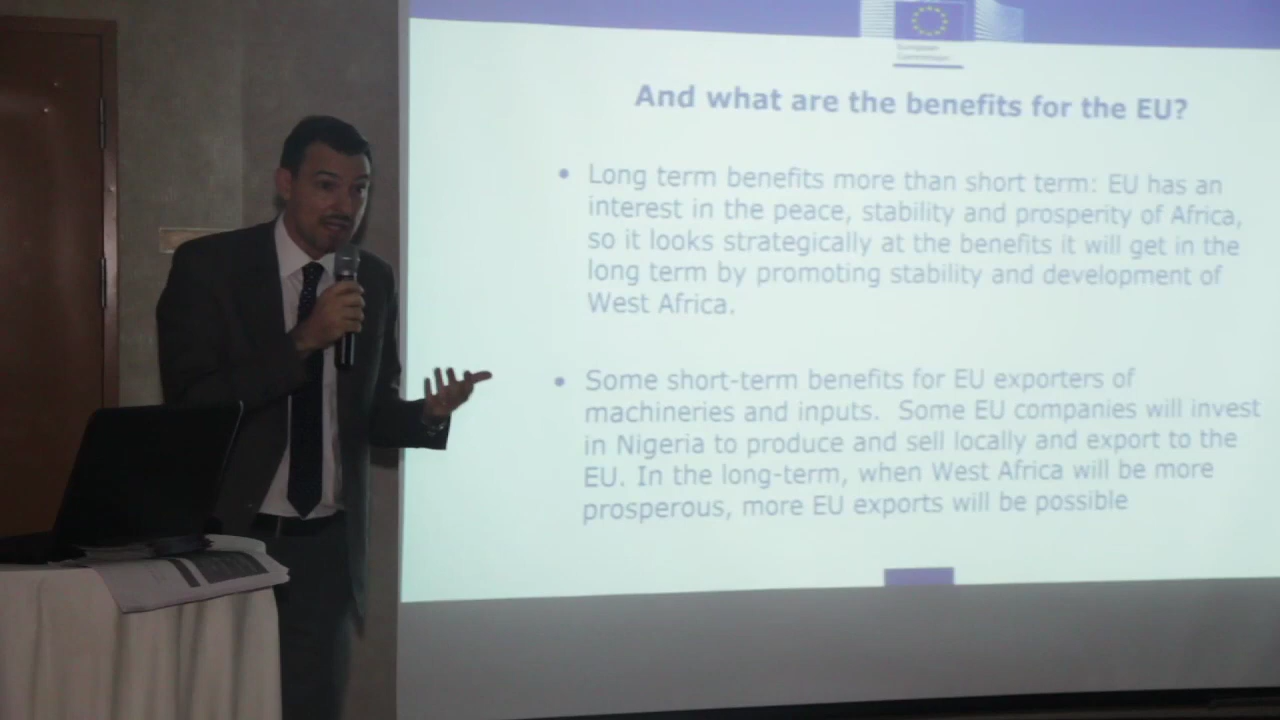 European
Commission
And what are the benefits for the EU?
• Long term benefits more than short term: EU has an
interest in the peace, stability and prosperity of Africa,
so it looks strategically at the benefits it will get in the
long term by promoting stability and development of
West Africa.
• Some short-term benefits for EU exporters of
machineries and inputs. Some EU companies will invest
in Nigeria to produce and sell locally and export to the
EU. In the long-term, when West Africa will be more
prosperous, more EU exports will be possible